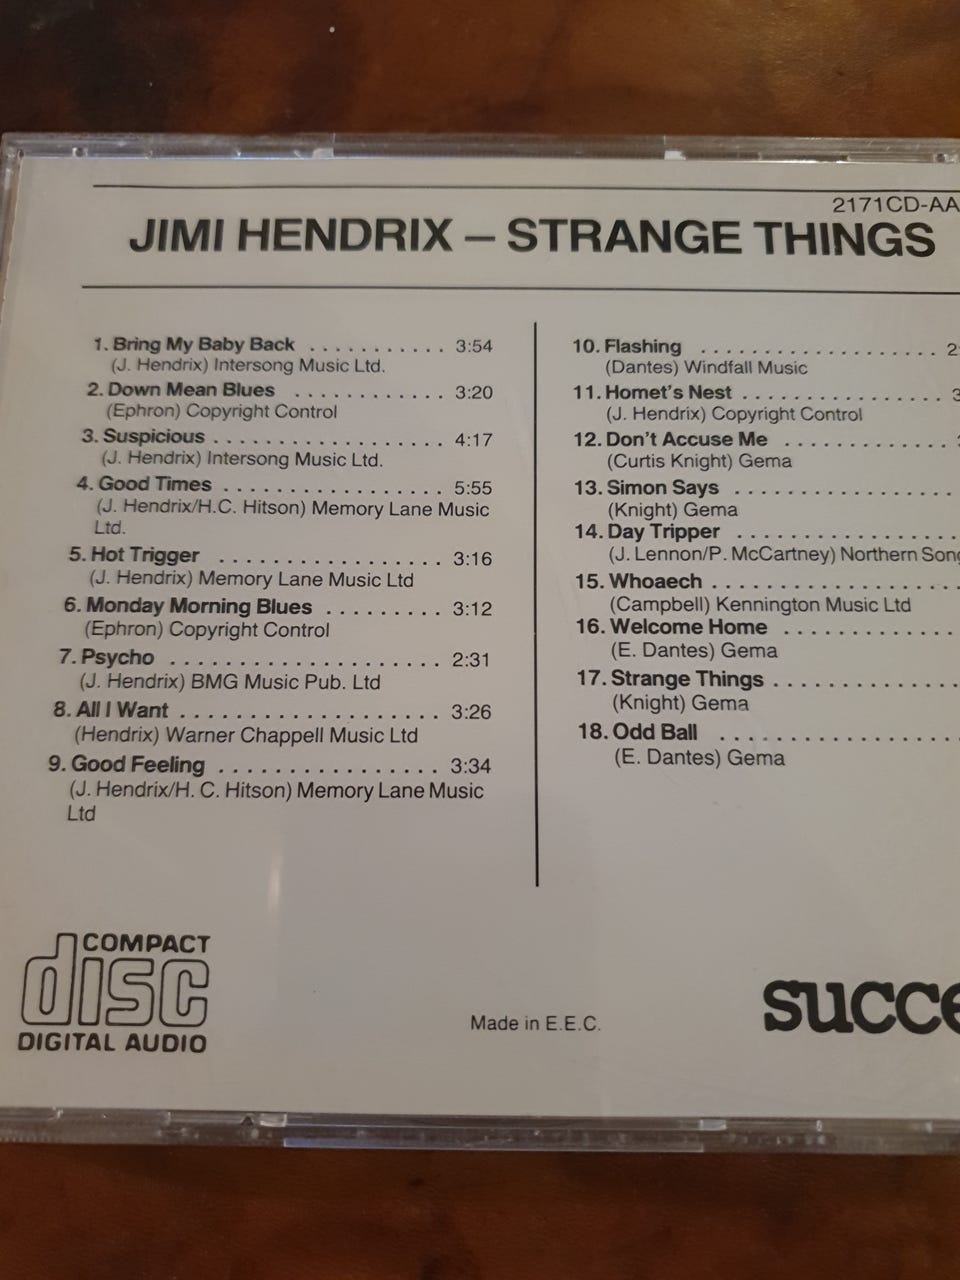 2171CD-AA
JIMI HENDRIX – STRANGE THINGS
1. Bring My Baby Back . . . . . . . . . . . 3:54
(J. Hendrix) Intersong Music Ltd.
2. Down Mean Blues . . . . . . . . . . . . 3:20
(Ephron) Copyright Control
3. Suspicious . . . . . . . . . . . . . . . . . . 4:17
(J. Hendrix) Intersong Music Ltd.
4. Good Times . . . . . . . . . . . . . . . . . 5:55
(J. Hendrix/H.C. Hitson) Memory Lane Music
Ltd.
5. Hot Trigger . . . . . . . . . . . . . . . . . 3:16
(J. Hendrix) Memory Lane Music Ltd
6. Monday Morning Blues . . . . . . . . . 3:12
(Ephron) Copyright Control
7. Psycho . . . . . . . . . . . . . . . . . . . . . 2:31
(J. Hendrix) BMG Music Pub. Ltd
8. All I Want . . . . . . . . . . . . . . . . . . . . 3:26
(Hendrix) Warner Chappell Music Ltd
9. Good Feeling . . . . . . . . . . . . . . . . . 3:34
(J. Hendrix/H. C. Hitson) Memory Lane Music
Ltd
10. Flashing . . . . . . . . . . . . . . . . . . 2:
(Dantes) Windfall Music
11. Hornet's Nest . . . . . . . . . . . . . . . . 3
(J. Hendrix) Copyright Control
12. Don't Accuse Me . . . . . . . . . . . . .
(Curtis Knight) Gema
13. Simon Says . . . . . . . . . . . . . . . . .
(Knight) Gema
14. Day Tripper . . . . . . . . . . . . . . . . .
(J. Lennon/P. McCartney) Northern Song
15. Whoaech . . . . . . . . . . . . . . . . . . .
(Campbell) Kennington Music Ltd
16. Welcome Home . . . . . . . . . . . . .
(E. Dantes) Gema
17. Strange Things . . . . . . . . . . . . . .
(Knight) Gema
18. Odd Ball . . . . . . . . . . . . . . . . . .
(E. Dantes) Gema
COMPACT
disc
DIGITAL AUDIO
Made in E.E.C.
succe